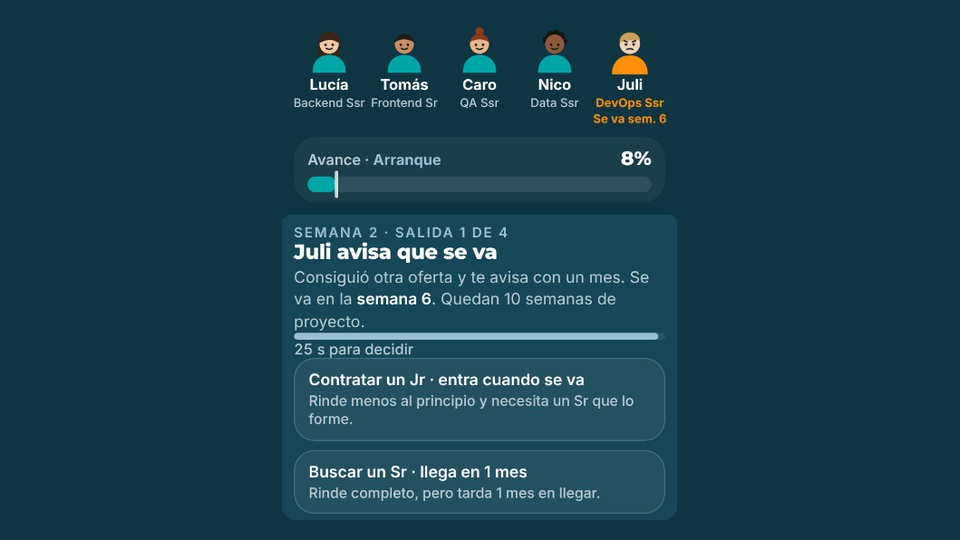 Lucía
Tomás
Caro
Nico
Juli
Backend Ssr
Frontend Sr
QA Ssr
Data Ssr
DevOps Ssr
Se va sem. 6
Avance · Arranque
8%
SEMANA 2 · SALIDA 1 DE 4
Juli avisa que se va
Consiguió otra oferta y te avisa con un mes. Se
va en la semana 6. Quedan 10 semanas de
proyecto.
25 s para decidir
Contratar un Jr · entra cuando se va
Rinde menos al principio y necesita un Sr que lo
forme.
Buscar un Sr · llega en 1 mes
Rinde completo, pero tarda 1 mes en llegar.